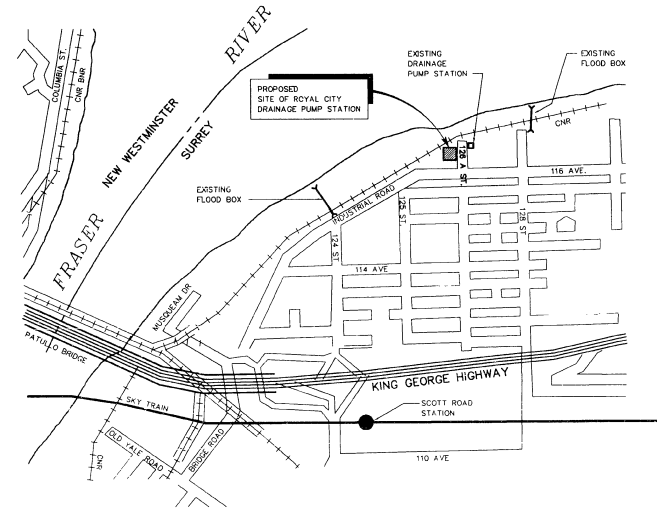 COLUMBIA ST.
CNR BNR
NEW WESTMINSTER
SURREY
FRASER
RIVER
PROPOSED
SITE OF ROYAL CITY
DRAINAGE PUMP STATION
EXISTING
DRAINAGE
PUMP STATION
EXISTING
FLOOD BOX
CNR
126 A ST.
116 AVE.
EXISTING
FLOOD BOX
INDUSTRIAL ROAD
125 ST.
128 ST
124 ST
114 AVE
MUSQUEAM DR
PATULLO BRIDGE
KING GEORGE HIGHWAY
SKY TRAIN
SCOTT ROAD
STATION
OLD YALE ROAD
BRIDGE ROAD
CNR
110 AVE